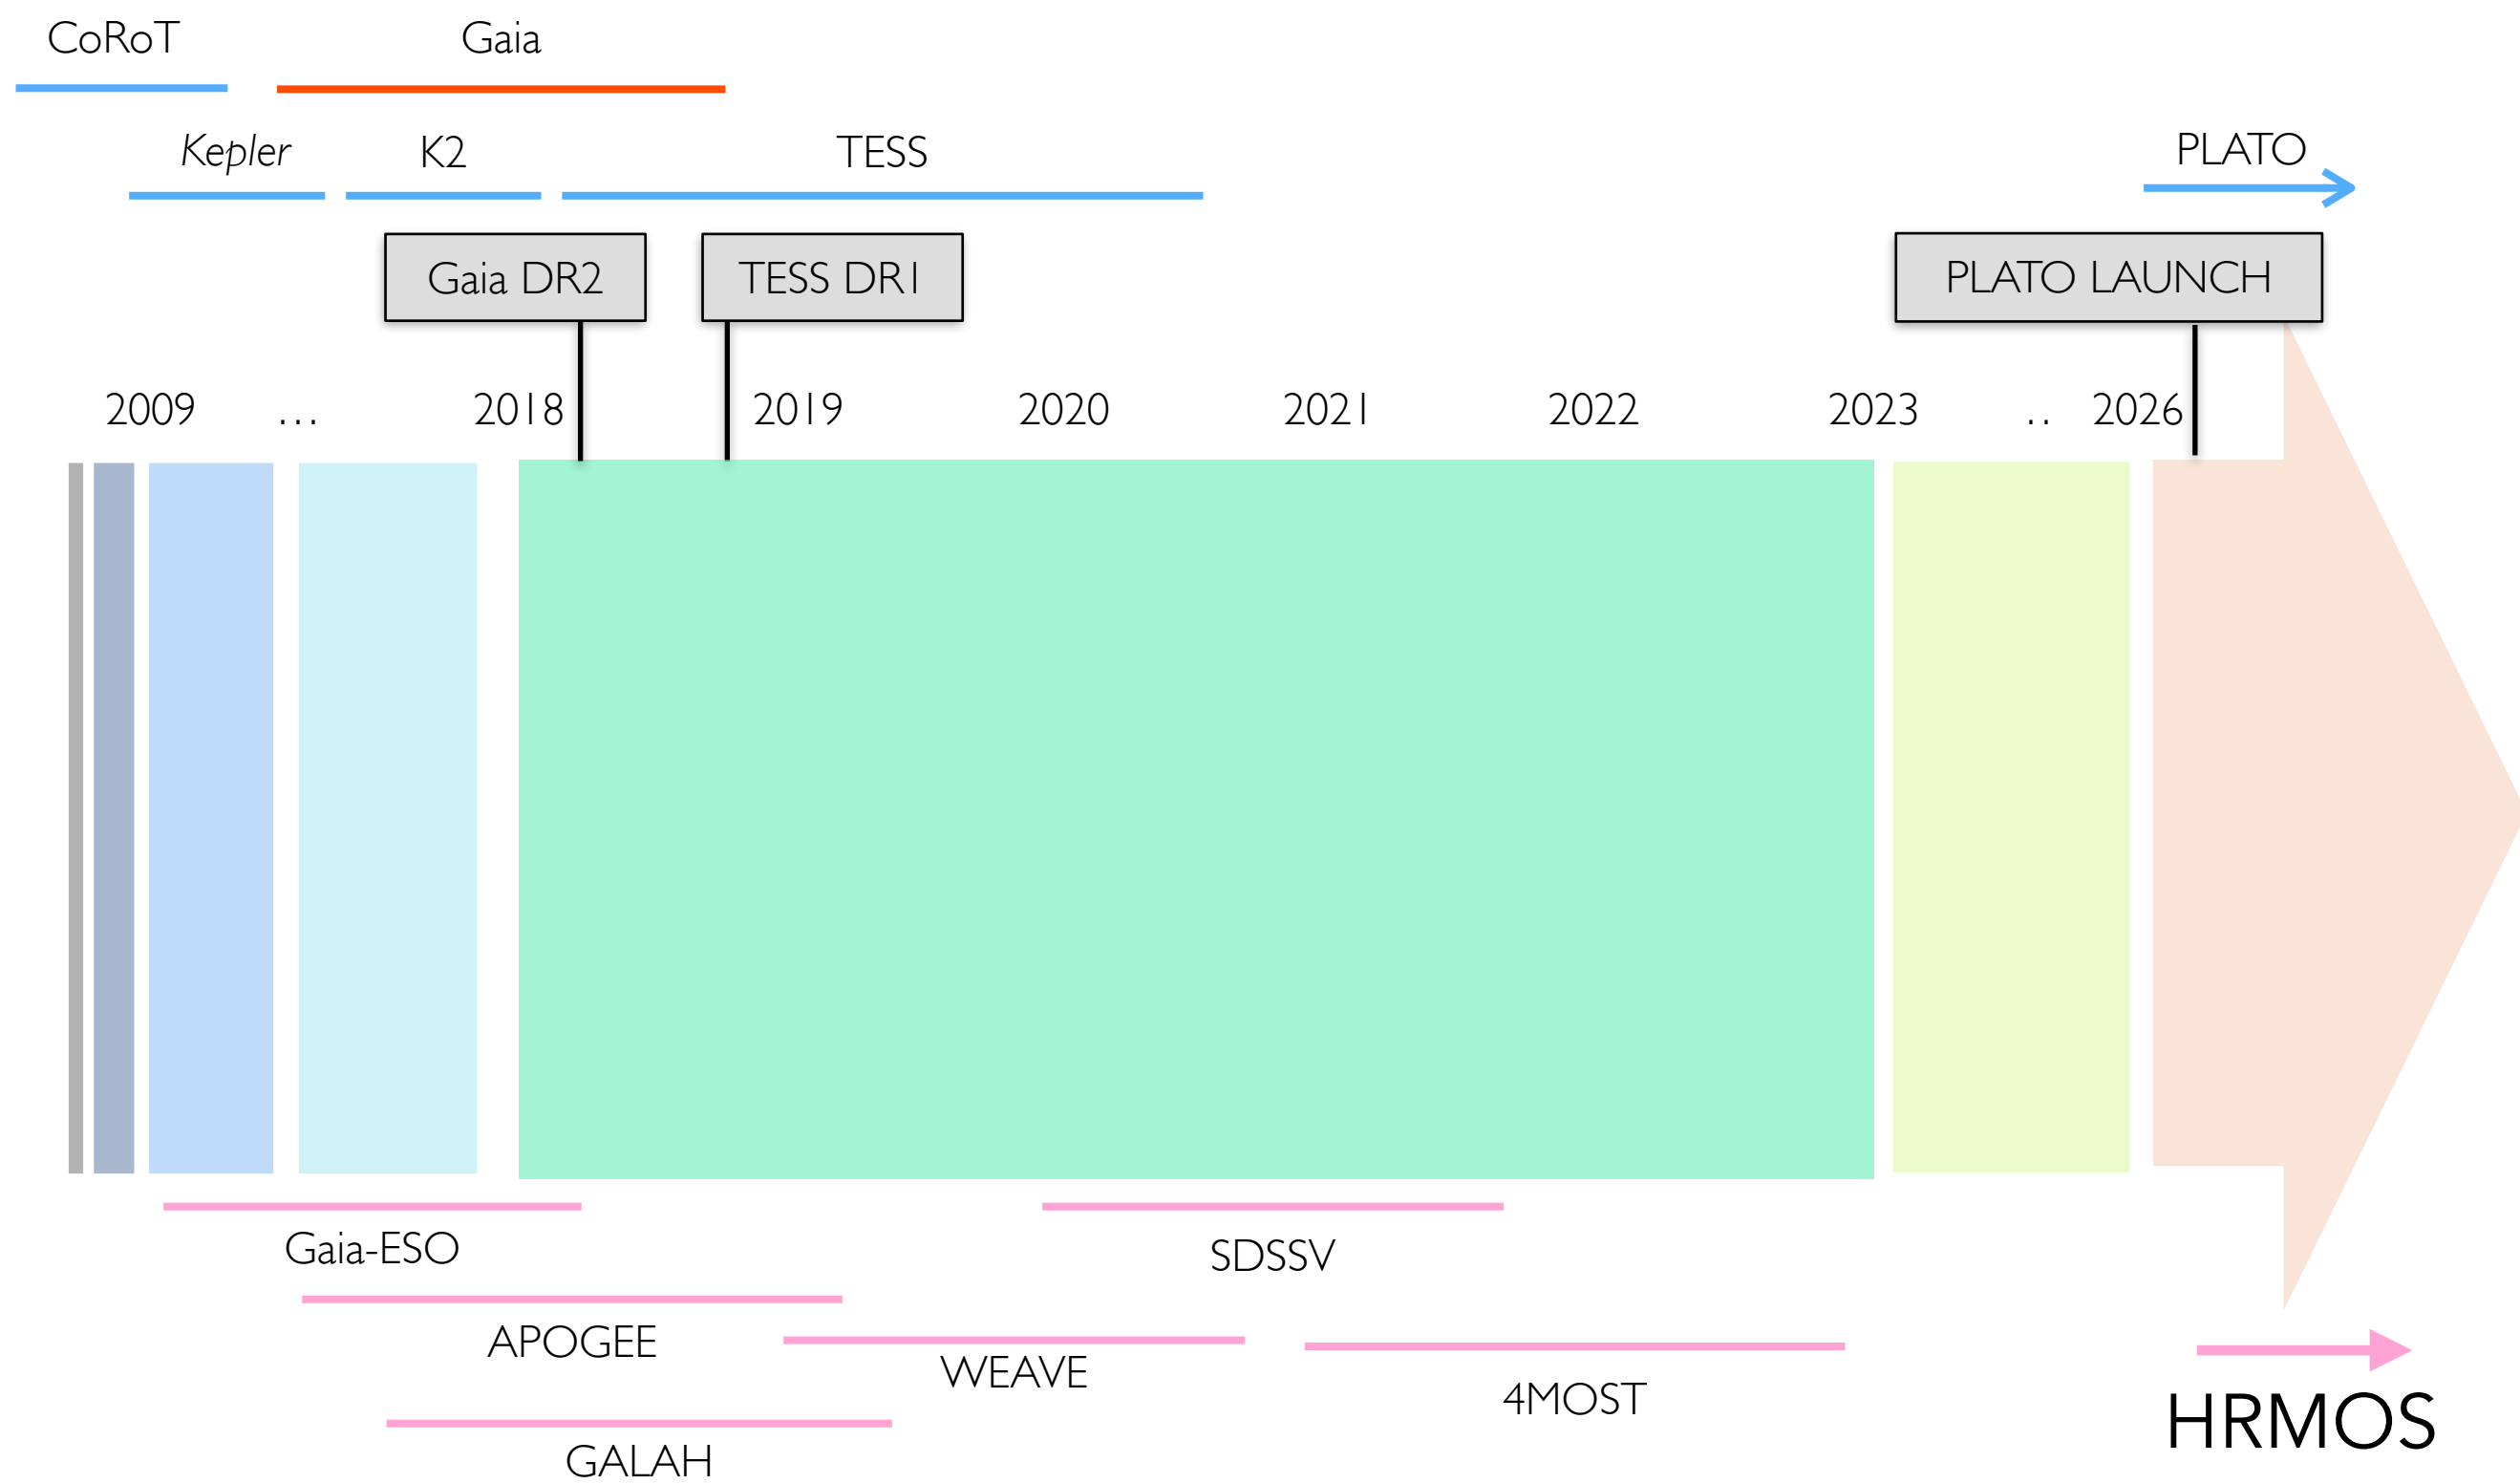 CoRoT
Gaia
Kepler
K2
TESS
PLATO
Gaia DR2
TESS DR1
PLATO LAUNCH
2009 ... 2018 2019 2020 2021 2022 2023 .. 2026
Gaia-ESO
SDSSV
APOGEE
WEAVE
4MOST
HRMOS
GALAH